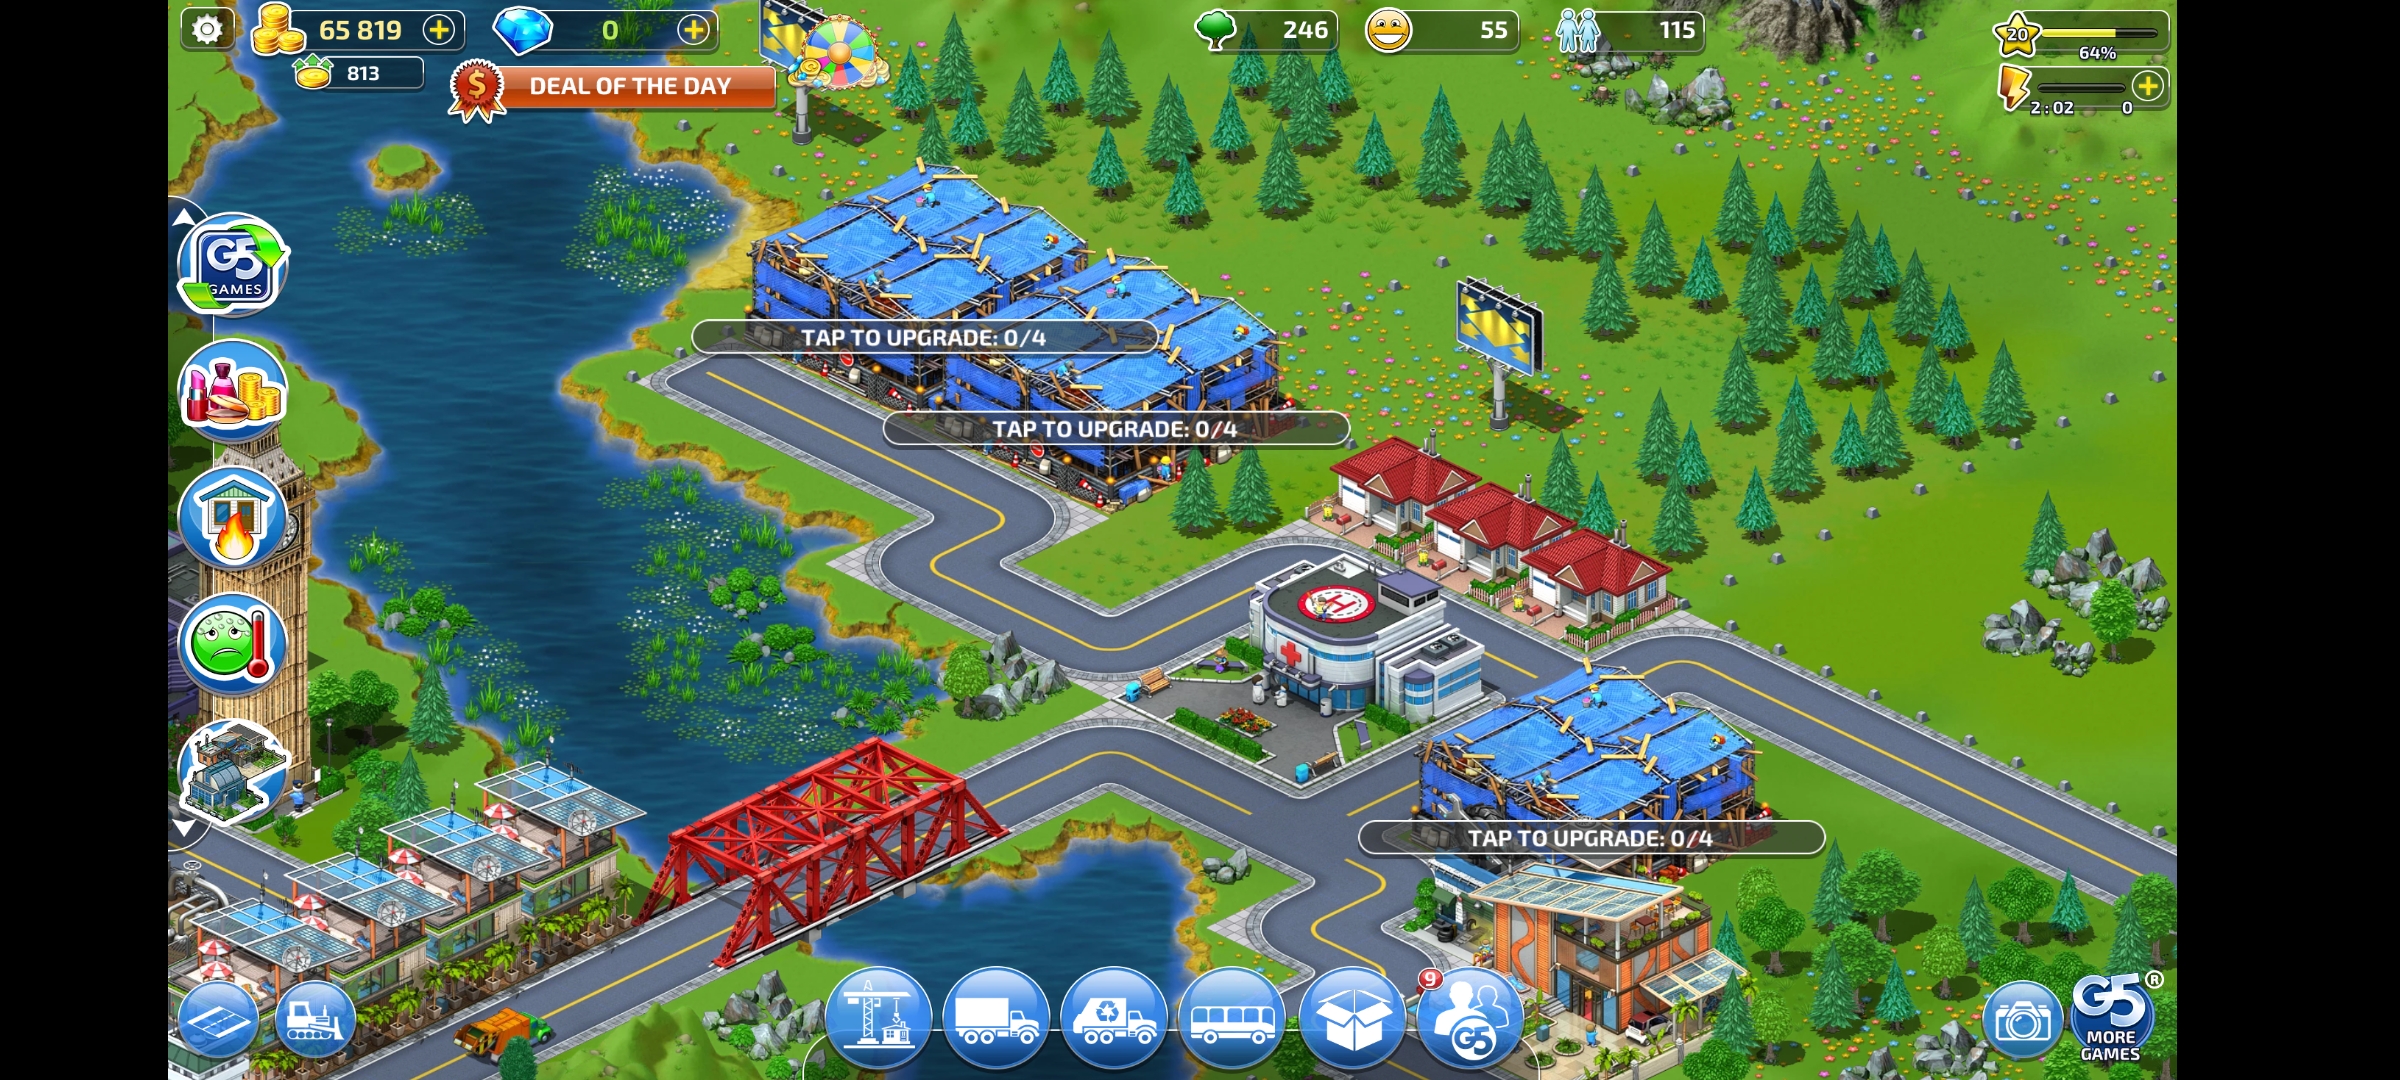 65 819
0
246
55
115
20
64%
813
DEAL OF THE DAY
2:02
0
G5
GAMES
TAP TO UPGRADE: 0/4
TAP TO UPGRADE: 0/4
H
TAP TO UPGRADE: 0/4
9
G5
G5®
MORE
GAMES